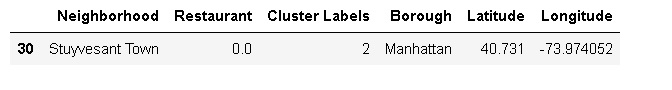 Neighborhood Restaurant Cluster Labels Borough Latitude Longitude
30 Stuyvesant Town 0.0 2 Manhattan 40.731 -73.974052